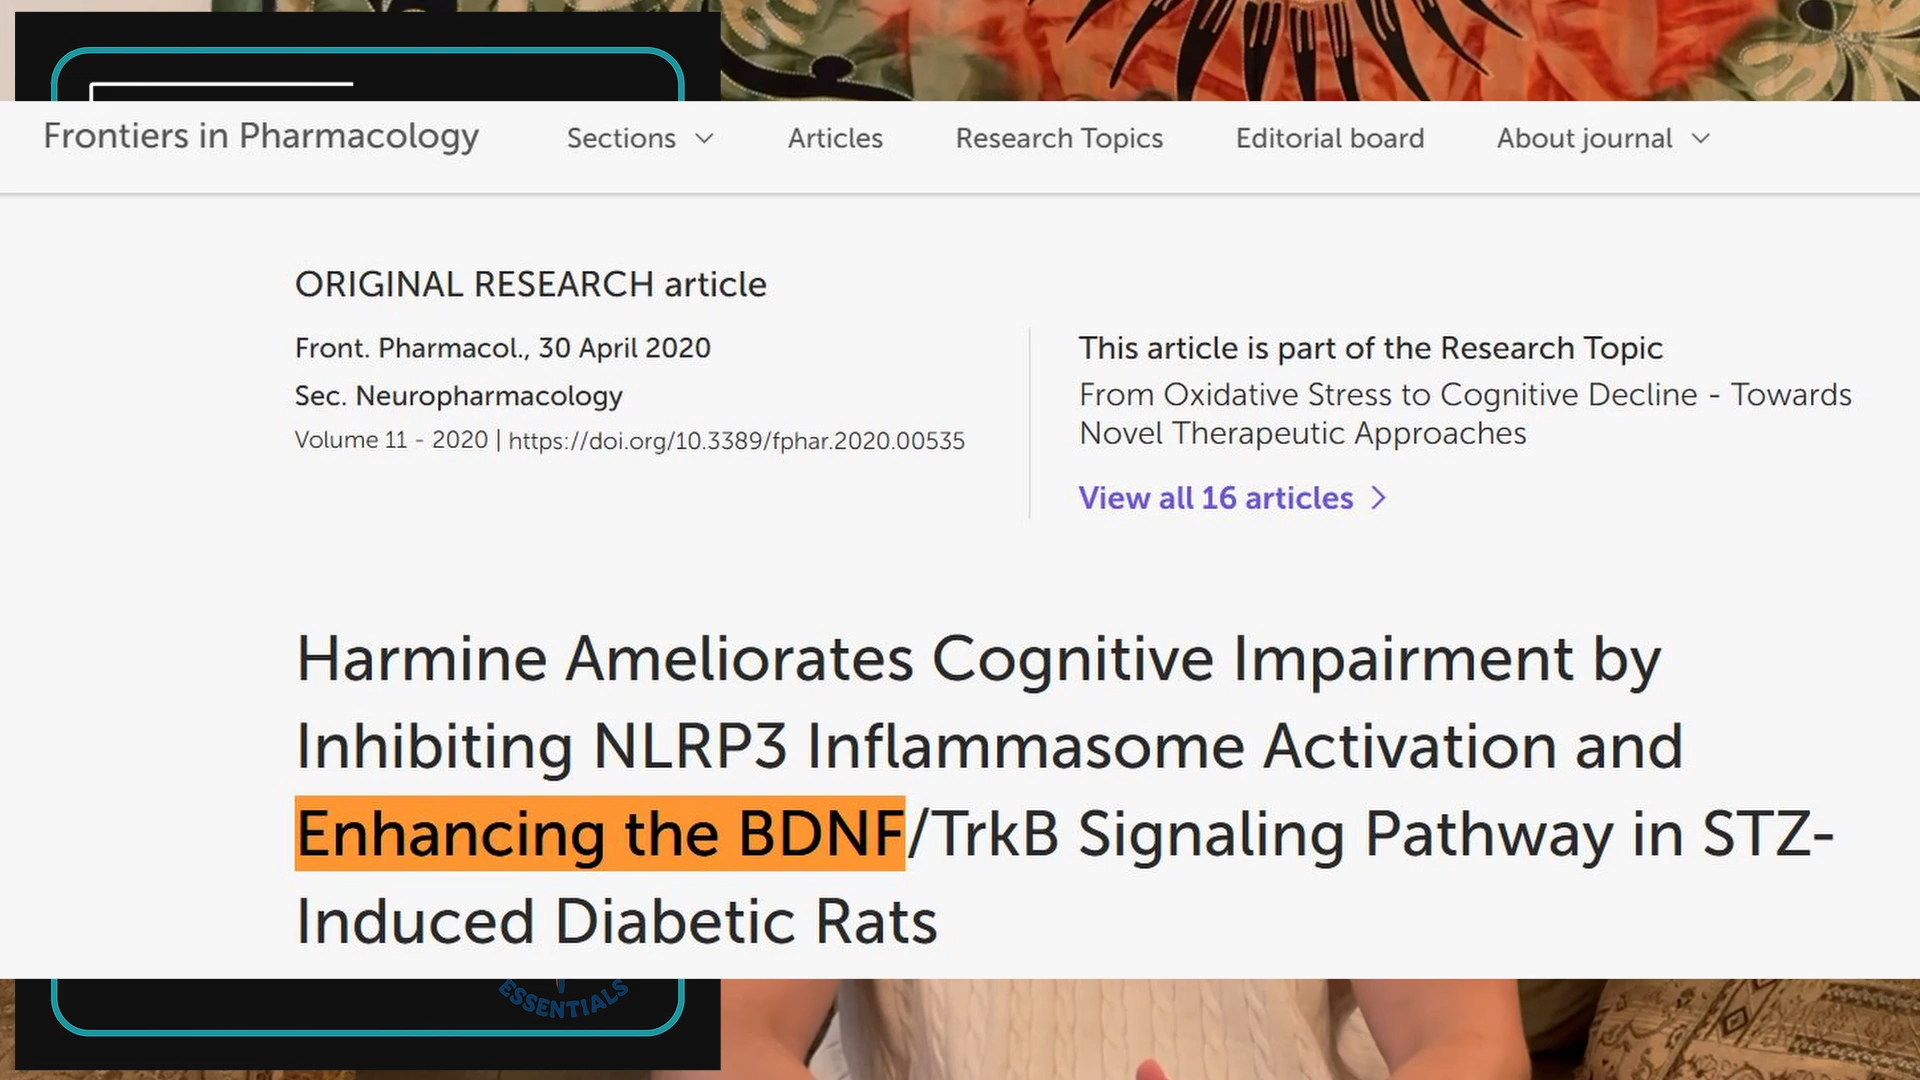 Frontiers in Pharmacology Sections Articles Research Topics Editorial board About journal
ORIGINAL RESEARCH article
Front. Pharmacol., 30 April 2020
Sec. Neuropharmacology
Volume 11 - 2020 | https://doi.org/10.3389/fphar.2020.00535
This article is part of the Research Topic
From Oxidative Stress to Cognitive Decline - Towards
Novel Therapeutic Approaches
View all 16 articles
Harmine Ameliorates Cognitive Impairment by
Inhibiting NLRP3 Inflammasome Activation and
Enhancing the BDNF/TrkB Signaling Pathway in STZ-
Induced Diabetic Rats
ESSENTIALS